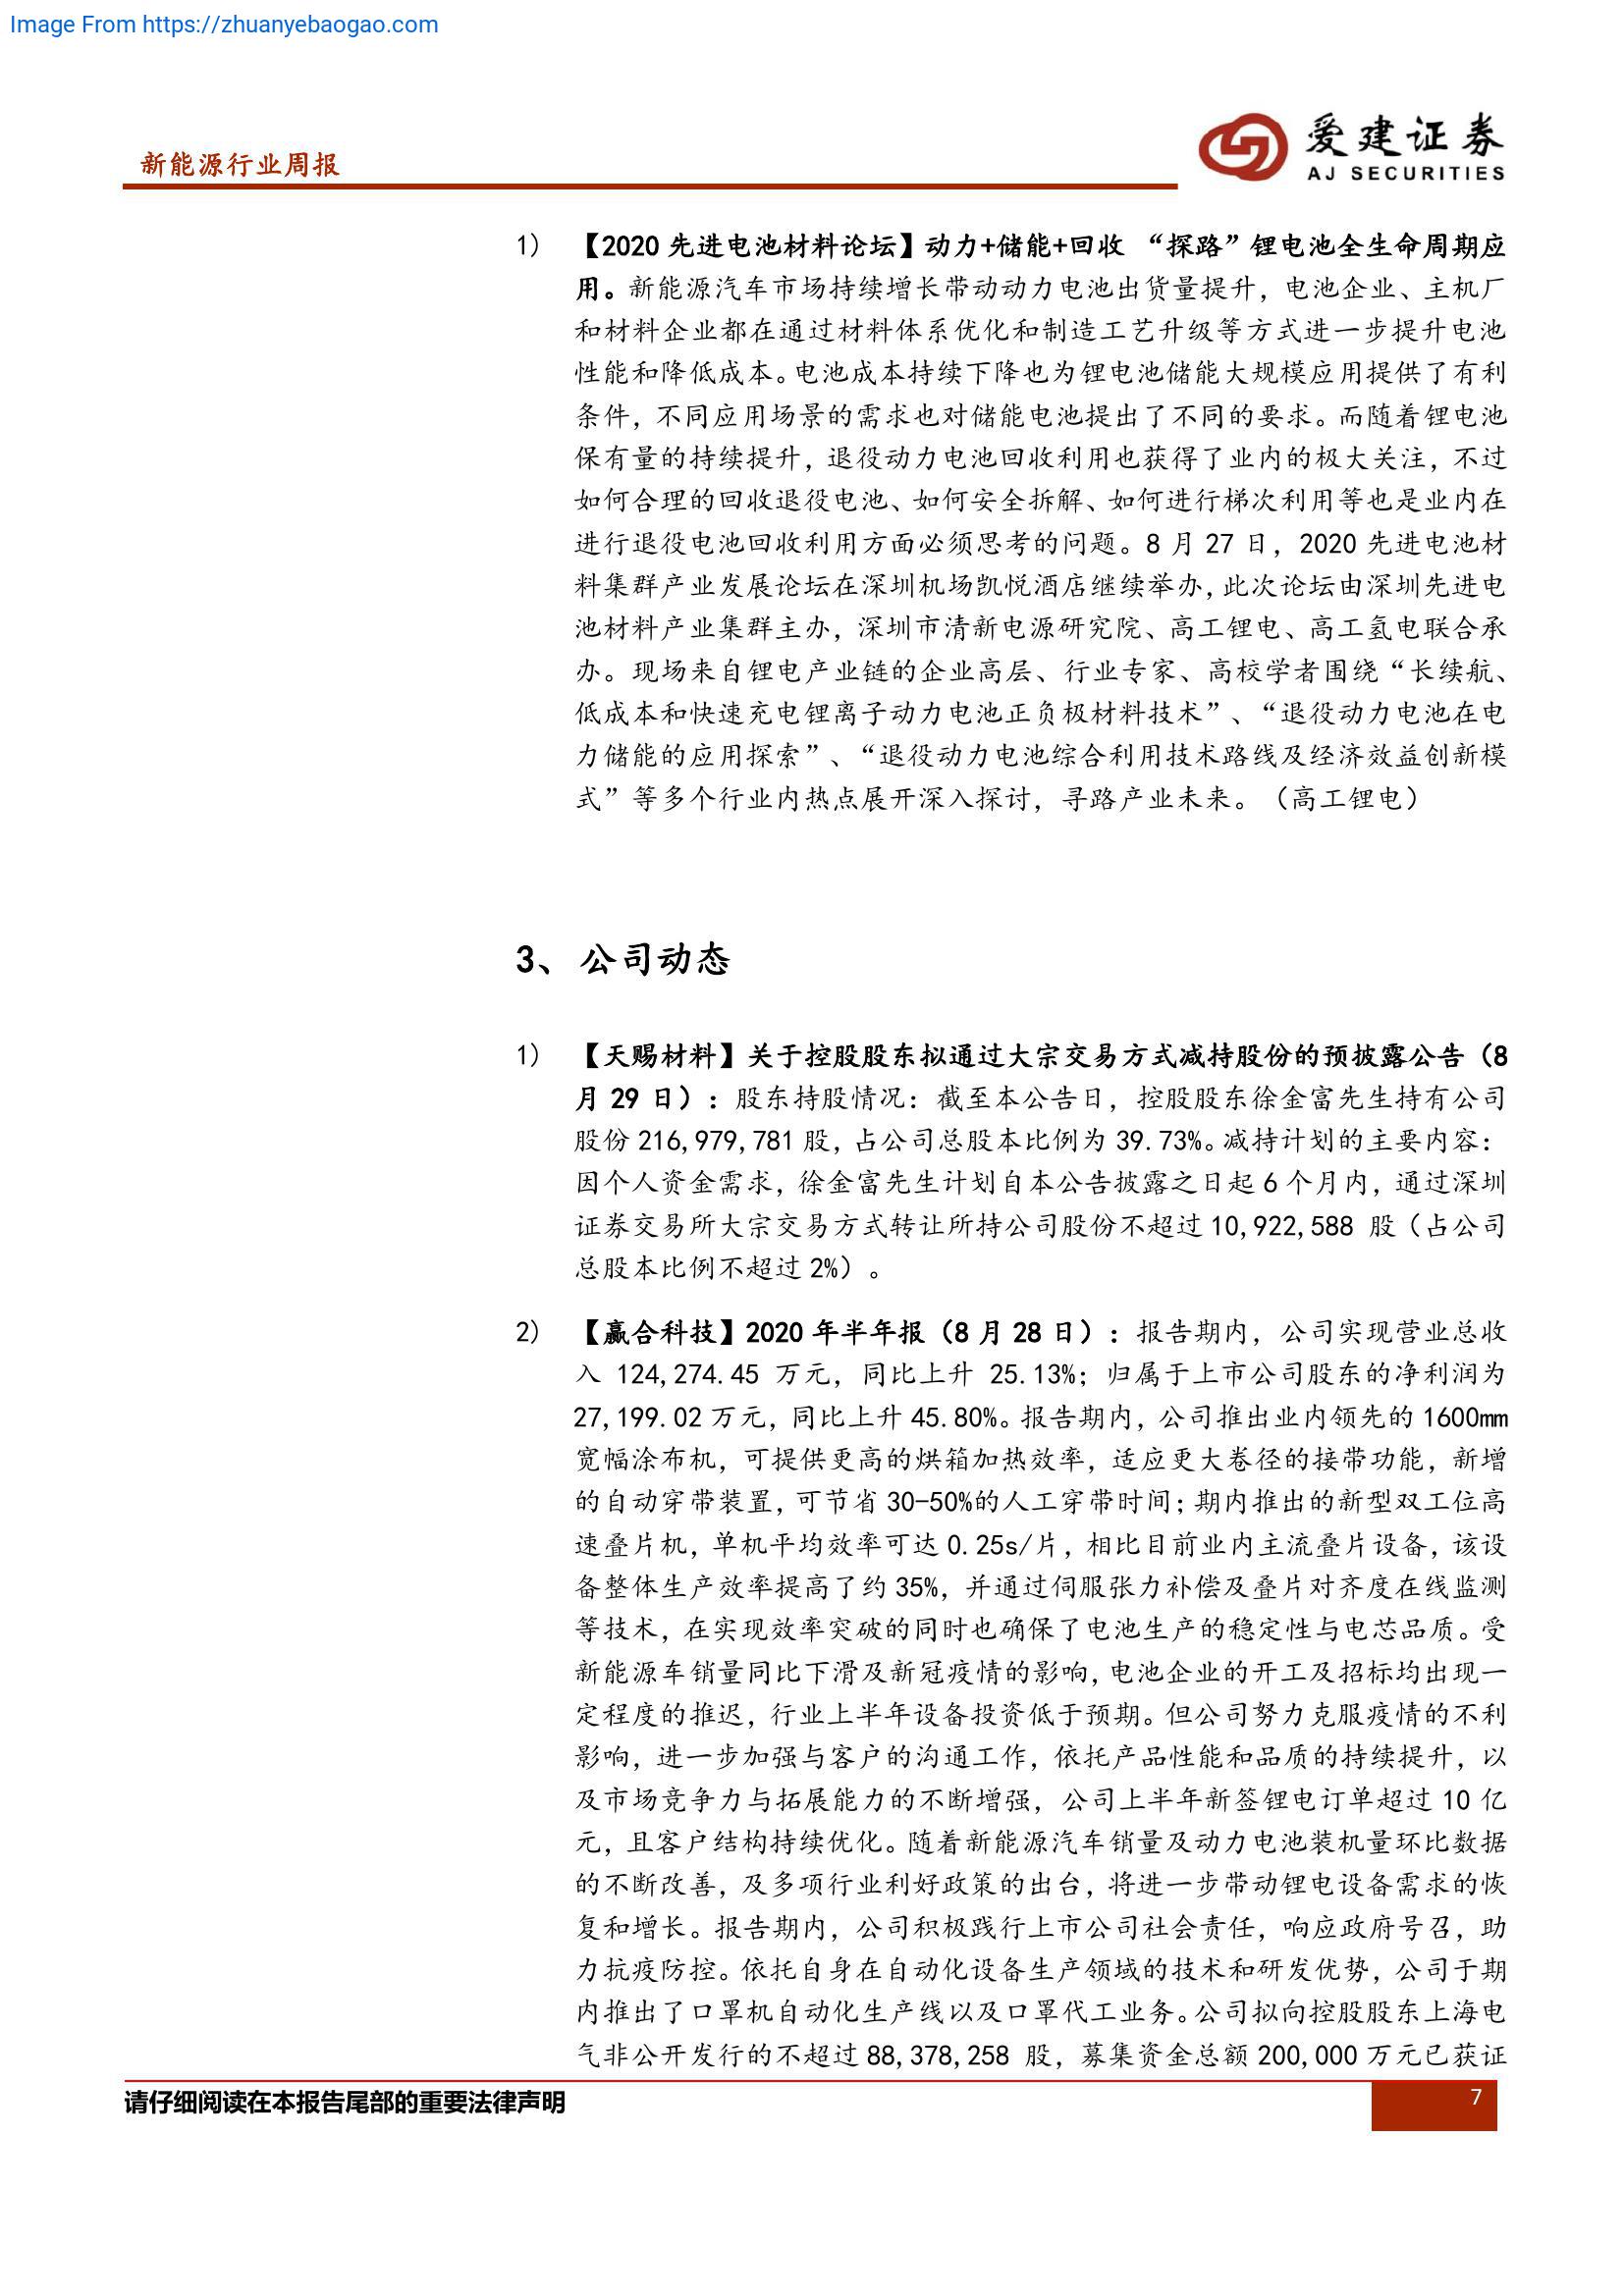 Image From https://zhuanyebaogao.com
新能源行业周报
爱建证券
AJ SECURITIES
1) 【2020 先进电池材料论坛】动力+储能+回收 “探路”锂电池全生命周期应
用。新能源汽车市场持续增长带动动力电池出货量提升，电池企业、主机厂
和材料企业都在通过材料体系优化和制造工艺升级等方式进一步提升电池
性能和降低成本。电池成本持续下降也为锂电池储能大规模应用提供了有利
条件，不同应用场景的需求也对储能电池提出了不同的要求。而随着锂电池
保有量的持续提升，退役动力电池回收利用也获得了业内的极大关注，不过
如何合理的回收退役电池、如何安全拆解、如何进行梯次利用等也是业内在
进行退役电池回收利用方面必须思考的问题。8 月 27 日，2020 先进电池材
料集群产业发展论坛在深圳机场凯悦酒店继续举办，此次论坛由深圳先进电
池材料产业集群主办，深圳市清新电源研究院、高工锂电、高工氢电联合承
办。现场来自锂电产业链的企业高层、行业专家、高校学者围绕“长续航、
低成本和快速充电锂离子动力电池正负极材料技术”、“退役动力电池在电
力储能的应用探索”、“退役动力电池综合利用技术路线及经济效益创新模
式”等多个行业内热点展开深入探讨，寻路产业未来。（高工锂电）
3、 公司动态
1) 【天赐材料】关于控股股东拟通过大宗交易方式减持股份的预披露公告（8
月 29 日）：股东持股情况：截至本公告日，控股股东徐金富先生持有公司
股份 216,979,781 股，占公司总股本比例为 39.73%。减持计划的主要内容：
因个人资金需求，徐金富先生计划自本公告披露之日起 6 个月内，通过深圳
证券交易所大宗交易方式转让所持公司股份不超过 10,922,588 股（占公司
总股本比例不超过 2%）。
2) 【赢合科技】2020 年半年报（8 月 28 日）：报告期内，公司实现营业总收
入 124,274.45 万元，同比上升 25.13%；归属于上市公司股东的净利润为
27,199.02 万元，同比上升 45.80%。报告期内，公司推出业内领先的 1600mm
宽幅涂布机，可提供更高的烘箱加热效率，适应更大卷径的接带功能，新增
的自动穿带装置，可节省 30-50%的人工穿带时间；期内推出的新型双工位高
速叠片机，单机平均效率可达 0.25s/片，相比目前业内主流叠片设备，该设
备整体生产效率提高了约 35%，并通过伺服张力补偿及叠片对齐度在线监测
等技术，在实现效率突破的同时也确保了电池生产的稳定性与电芯品质。受
新能源车销量同比下滑及新冠疫情的影响，电池企业的开工及招标均出现一
定程度的推迟，行业上半年设备投资低于预期。但公司努力克服疫情的不利
影响，进一步加强与客户的沟通工作，依托产品性能和品质的持续提升，以
及市场竞争力与拓展能力的不断增强，公司上半年新签锂电订单超过 10 亿
元，且客户结构持续优化。随着新能源汽车销量及动力电池装机量环比数据
的不断改善，及多项行业利好政策的出台，将进一步带动锂电设备需求的恢
复和增长。报告期内，公司积极践行上市公司社会责任，响应政府号召，助
力抗疫防控。依托自身在自动化设备生产领域的技术和研发优势，公司于期
内推出了口罩机自动化生产线以及口罩代工业务。公司拟向控股股东上海电
气非公开发行的不超过 88,378,258 股，募集资金总额 200,000 万元已获证
请仔细阅读在本报告尾部的重要法律声明
7